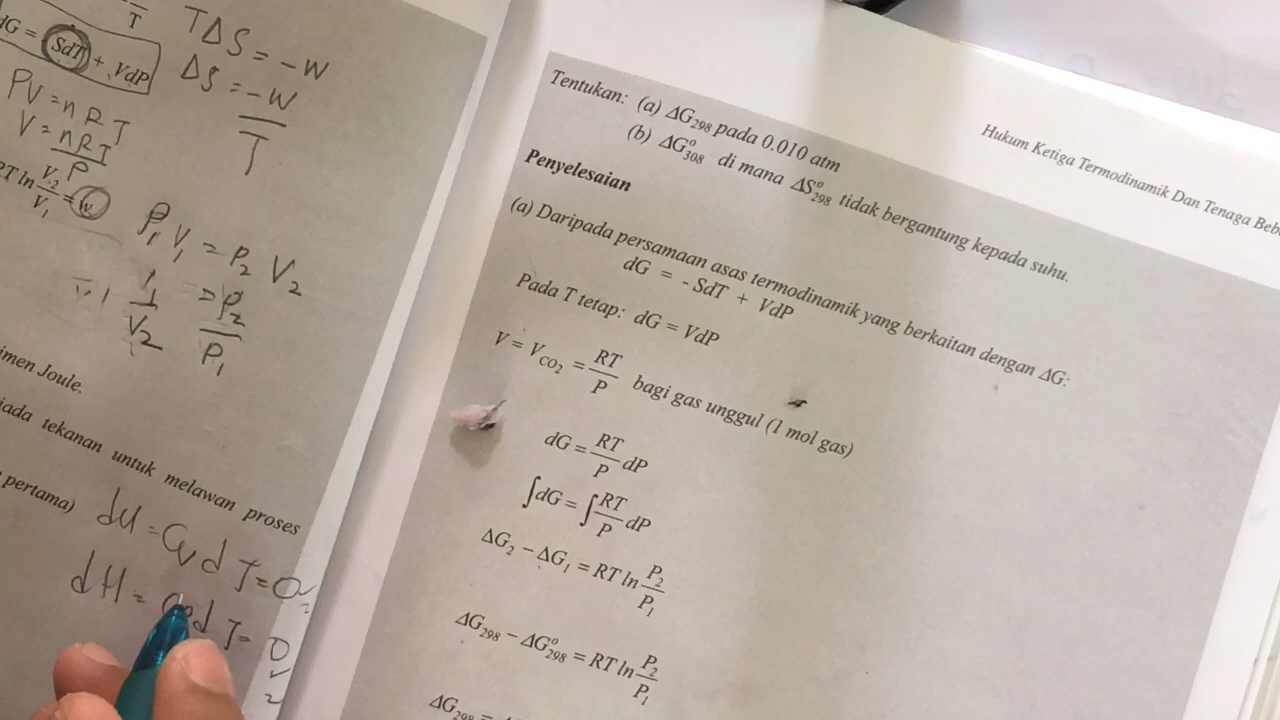 T
dG = SdT + VdP
TΔS = -W
ΔS = -W
T
PV = nRT
V = nRT
P
RT ln V₂/V₁ = w
P₁V₁ = P₂V₂
V₁/V₂ = P₂/P₁
imen Joule.
tekanan untuk melawan proses
pertama)
dU = CvdT = 0
dH = CpdT = 0
Hukum Ketiga Termodinamik Dan Tenaga
Tentukan: (a) ΔG₂₉₈ pada 0.010 atm
(b) ΔG°₃₀₈ di mana ΔS°₂₉₈ tidak bergantung kepada suhu.
Penyelesaian
(a) Daripada persamaan asas termodinamik yang berkaitan dengan ΔG:
dG = - SdT + VdP
Pada T tetap: dG = VdP
V = V_CO₂ = RT/P bagi gas unggul (1 mol gas)
dG = RT/P dP
∫dG = ∫RT/P dP
ΔG₂ − ΔG₁ = RT ln P₂/P₁
ΔG₂₉₈ − ΔG°₂₉₈ = RT ln P₂/P₁
ΔG₂₉₈ =